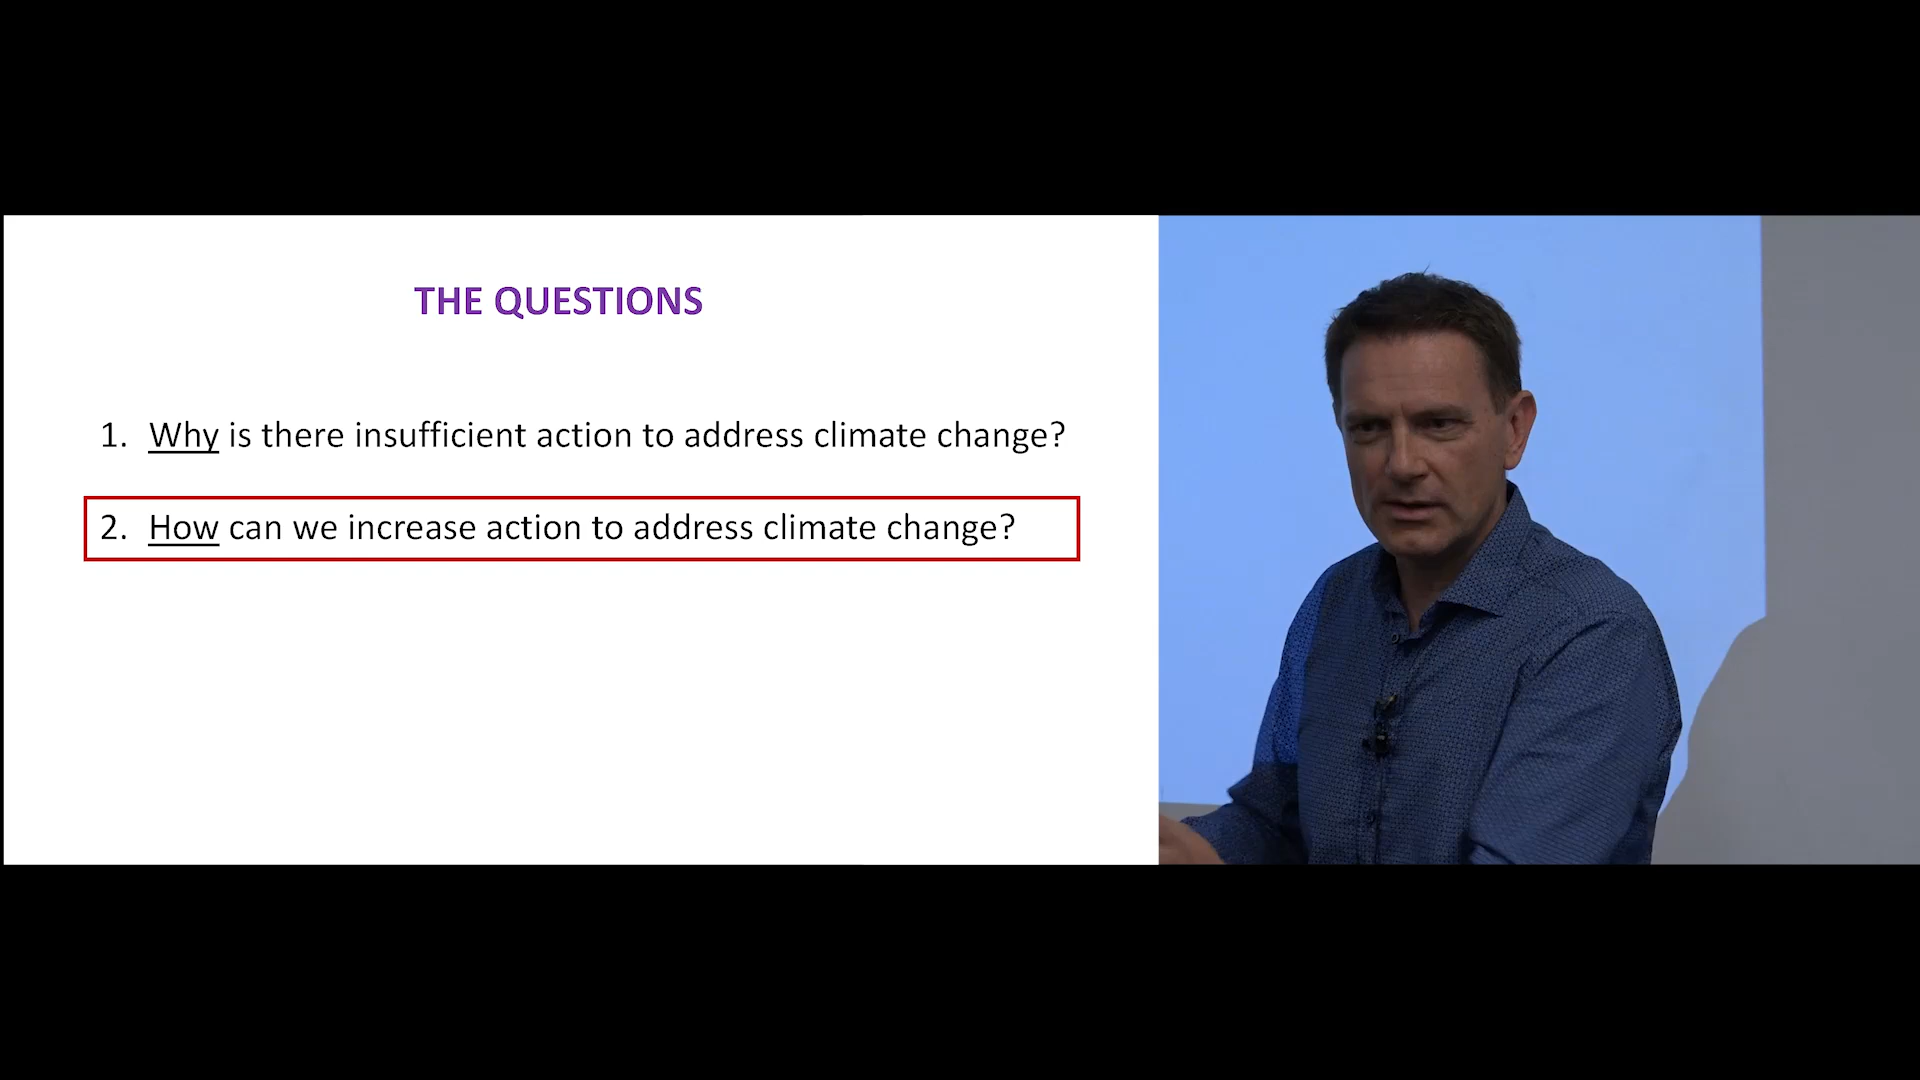 THE QUESTIONS
1. Why is there insufficient action to address climate change?
2. How can we increase action to address climate change?